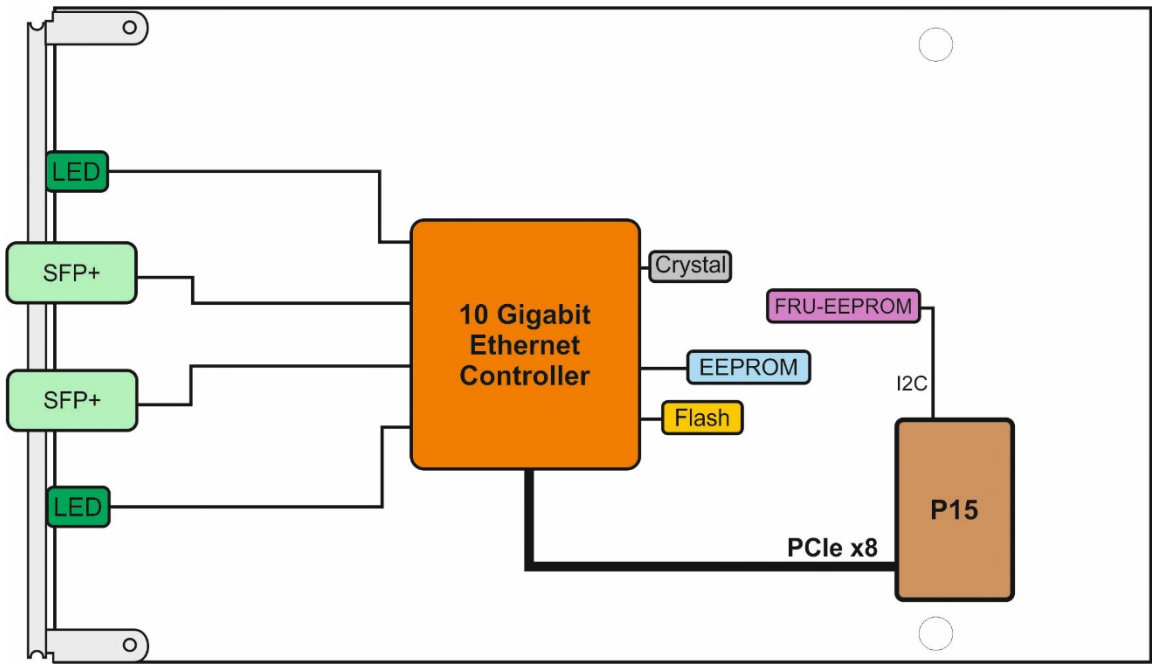 LED
SFP+
Crystal
10 Gigabit
Ethernet
Controller
FRU-EEPROM
EEPROM
I2C
SFP+
Flash
LED
P15
PCIe x8